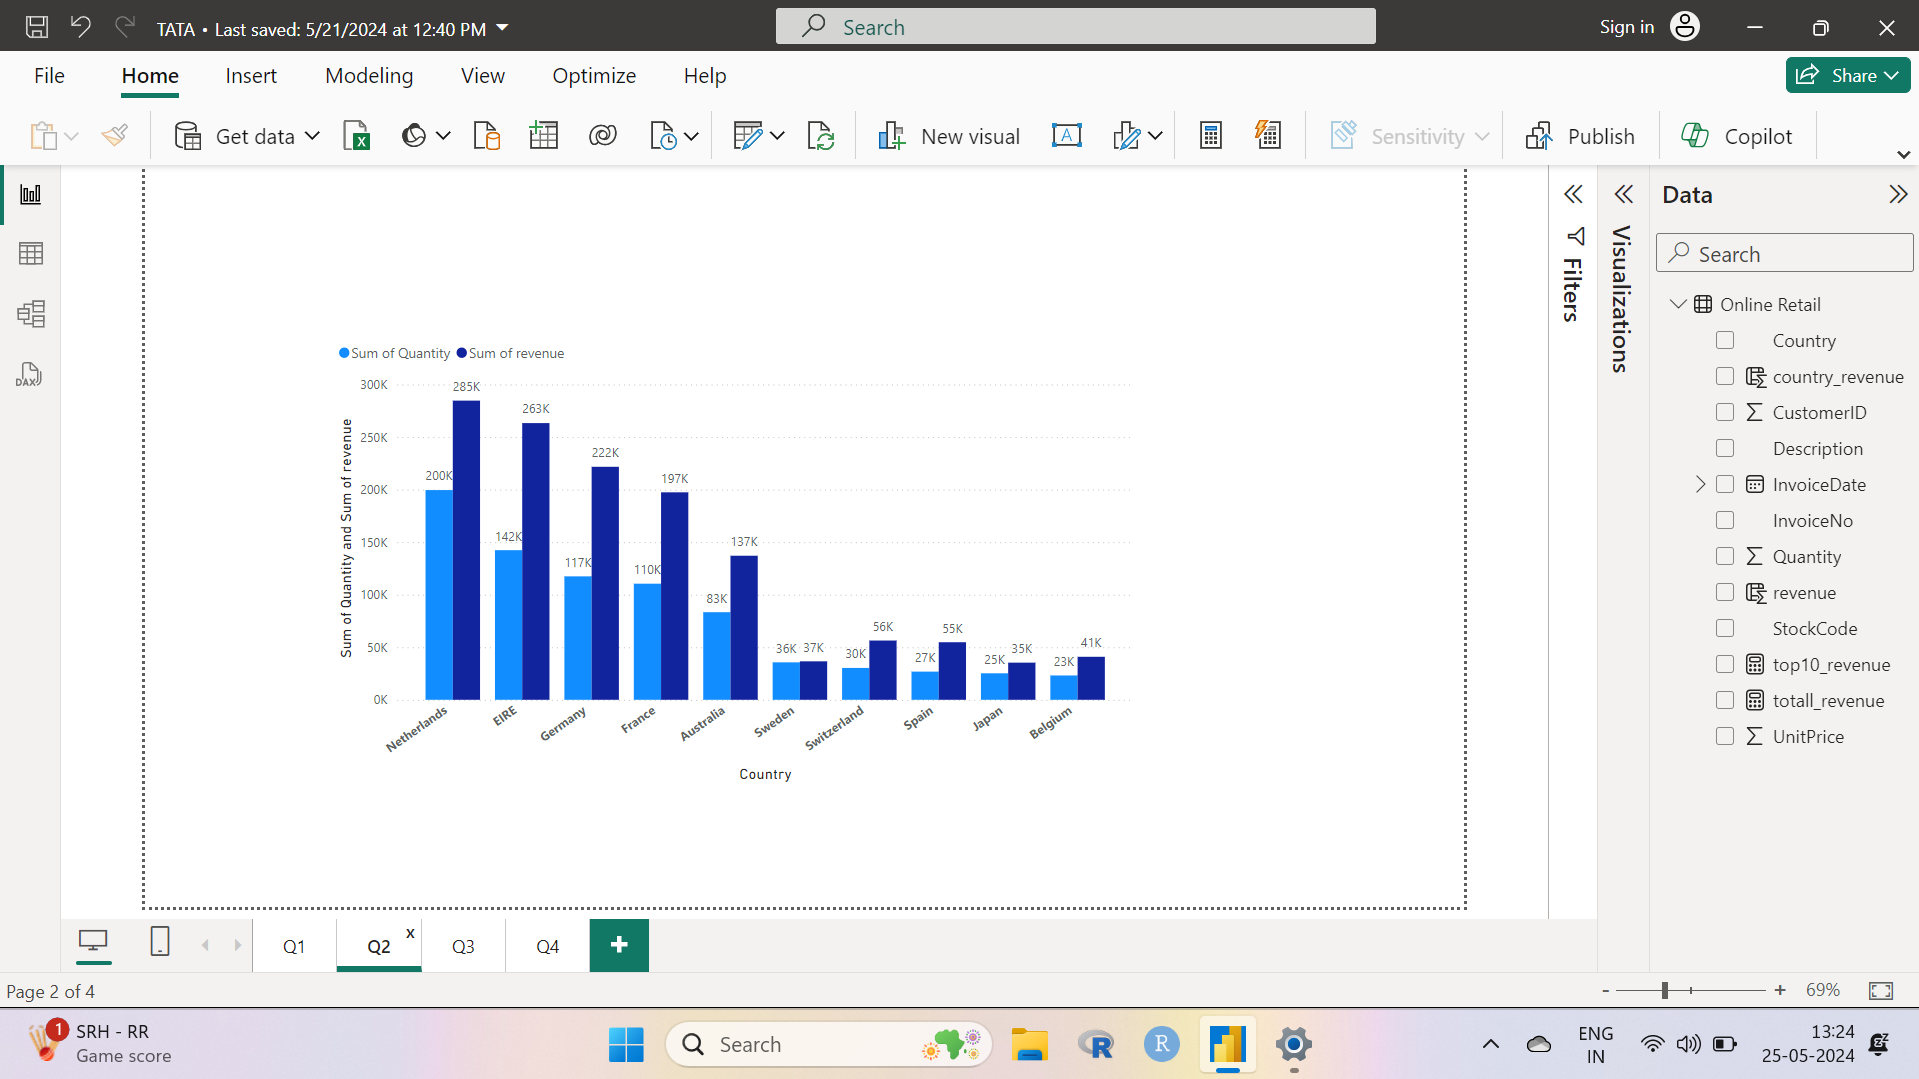 TATA • Last saved: 5/21/2024 at 12:40 PM
Search
Sign in
File Home Insert Modeling View Optimize Help
Share
Get data
New visual
Sensitivity
Publish
Copilot
DAX
Filters
Visualizations
Data
Search
Online Retail
Country
country_revenue
CustomerID
Description
InvoiceDate
InvoiceNo
Quantity
revenue
StockCode
top10_revenue
totall_revenue
UnitPrice
Sum of Quantity Sum of revenue
Sum of Quantity and Sum of revenue
300K
250K
200K
150K
100K
50K
0K
200K 285K
142K 263K
117K 222K
110K 197K
83K 137K
36K 37K
30K 56K
27K 55K
25K 35K
23K 41K
Netherlands EIRE Germany France Australia Sweden Switzerland Spain Japan Belgium
Country
Q1 Q2 x Q3 Q4 +
Page 2 of 4
- + 69%
1
SRH - RR
Game score
Search
R
R
ENG
IN
13:24
25-05-2024